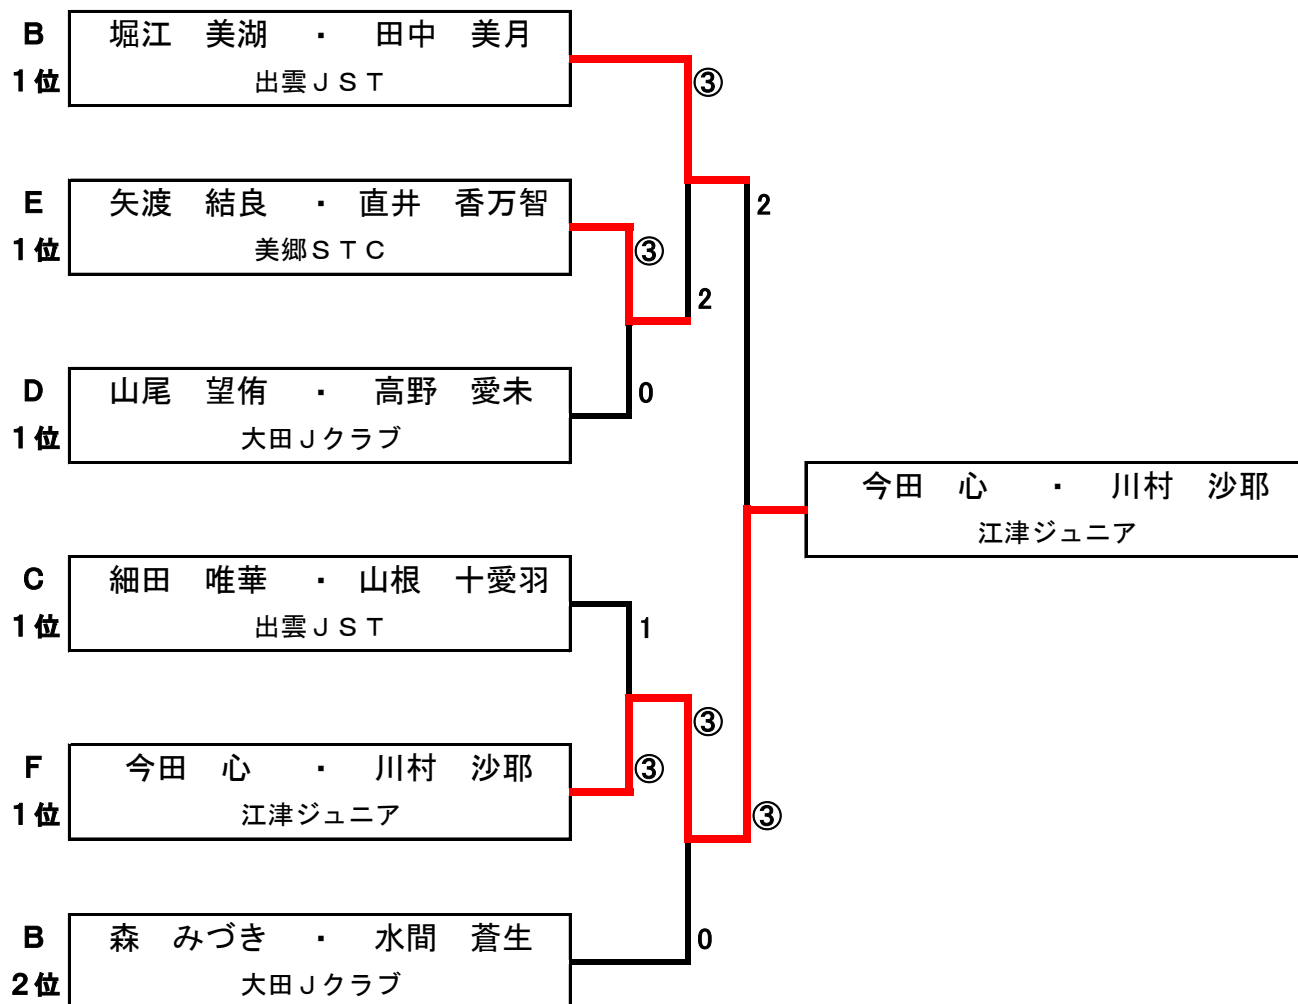 B 堀江　美湖　・　田中　美月
1位 出雲ＪＳＴ
③
2
E 矢渡　結良　・　直井　香万智
1位 美郷ＳＴＣ
③
2
D 山尾　望侑　・　高野　愛未
1位 大田Ｊクラブ
0
今田　心　・　川村　沙耶
江津ジュニア
C 細田　唯華　・　山根　十愛羽
1位 出雲ＪＳＴ
1
③
F 今田　心　・　川村　沙耶
1位 江津ジュニア
③
③
B 森　みづき　・　水間　蒼生
2位 大田Ｊクラブ
0